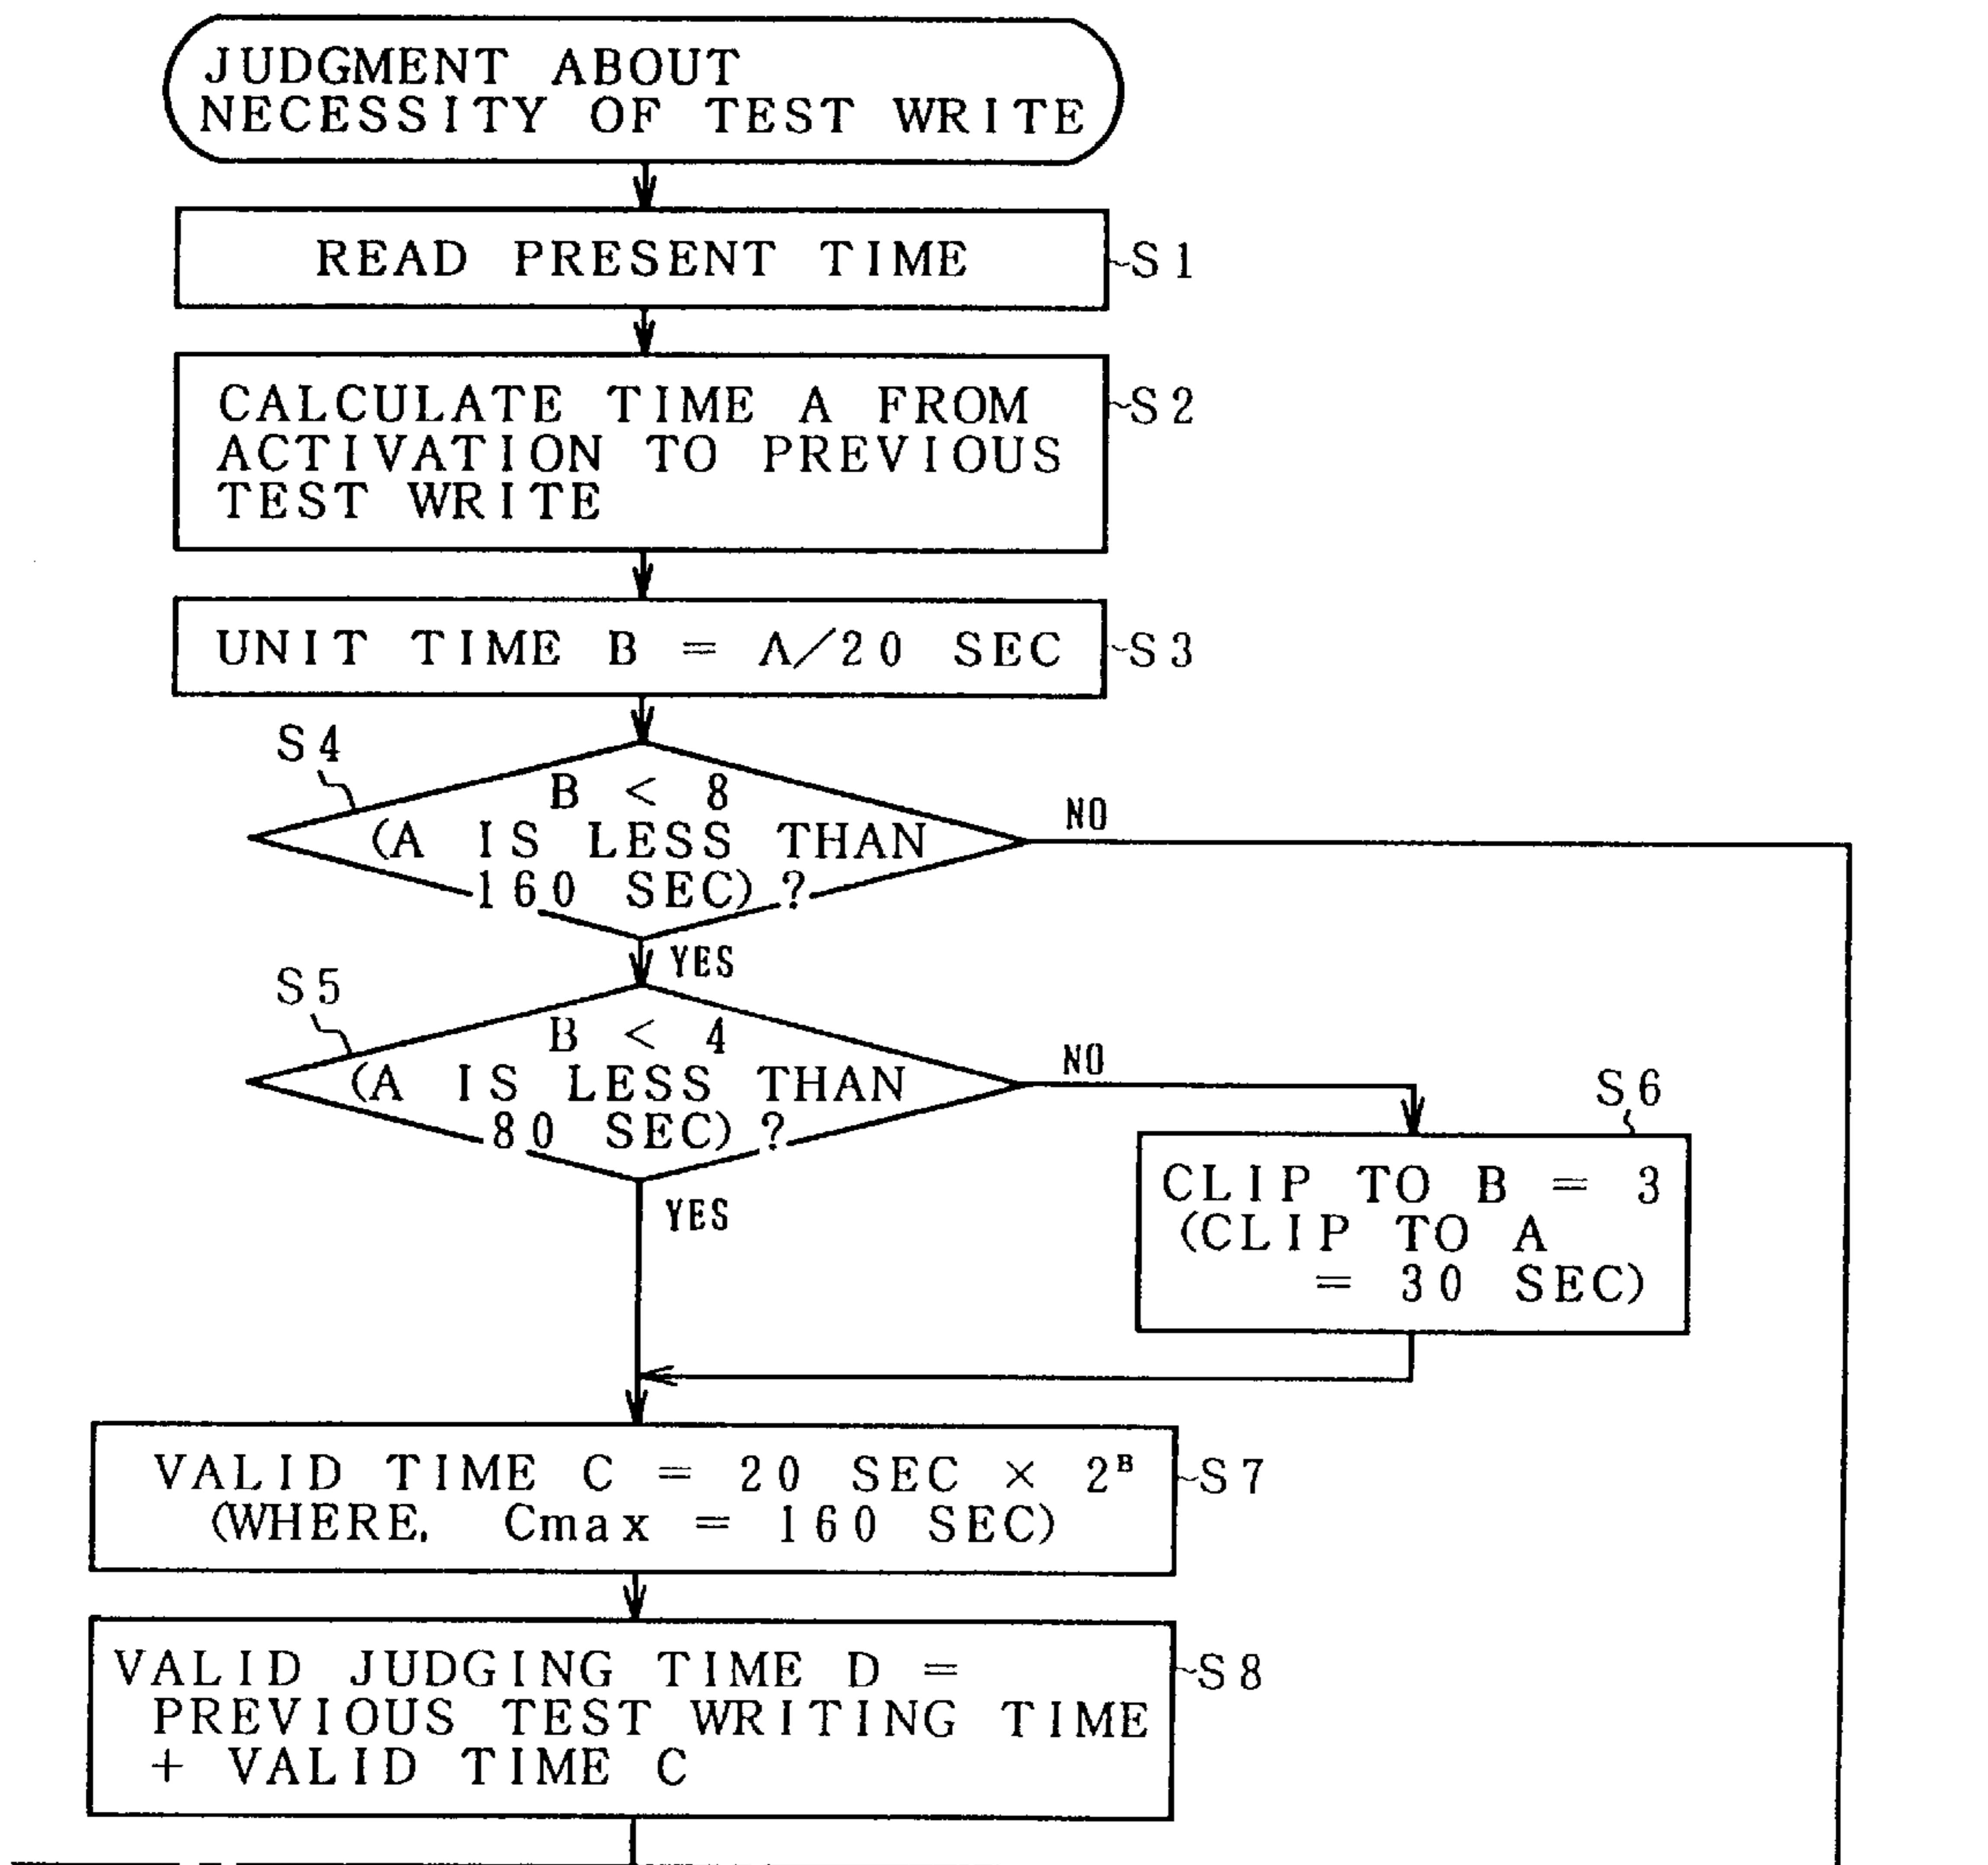 JUDGMENT ABOUT
NECESSITY OF TEST WRITE
READ PRESENT TIME
S1
CALCULATE TIME A FROM
ACTIVATION TO PREVIOUS
TEST WRITE
S2
UNIT TIME B = A/20 SEC
S3
S4
B < 8
(A IS LESS THAN
160 SEC) ?
NO
YES
S5
B < 4
(A IS LESS THAN
80 SEC) ?
NO
YES
S6
CLIP TO B = 3
(CLIP TO A
= 30 SEC)
VALID TIME C = 20 SEC × 2ᴮ
(WHERE, Cmax = 160 SEC)
S7
VALID JUDGING TIME D =
PREVIOUS TEST WRITING TIME
+ VALID TIME C
S8